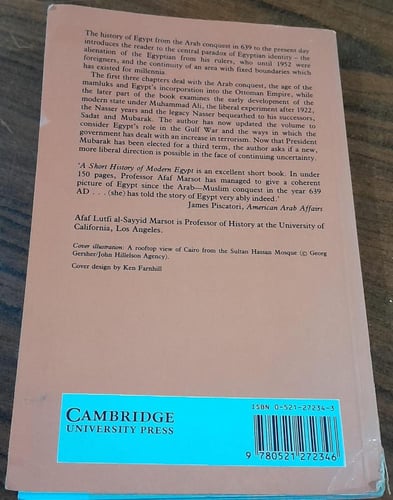 The history of Egypt from the Arab conquest in 639 to the present day
introduces the reader to the central paradox of Egyptian identity – the
alienation of the Egyptian from his rulers, who until 1952 were
foreigners, and the continuity of an area with fixed boundaries which
has existed for millennia.
The first three chapters deal with the Arab conquest, the age of the
mamluks and Egypt's incorporation into the Ottoman Empire, while
the later part of the book examines the early development of the
modern state under Muhammad Ali, the liberal experiment after 1922,
the Nasser years and the legacy Nasser bequeathed to his successors,
Sadat and Mubarak. The author has now updated the volume to
consider Egypt's role in the Gulf War and the ways in which the
government has dealt with an increase in terrorism. Now that President
Mubarak has been elected for a third term, the author asks if a new,
more liberal direction is possible in the face of continuing uncertainty.
'A Short History of Modern Egypt is an excellent short book. In under
150 pages, Professor Afaf Marsot has managed to give a coherent
picture of Egypt since the Arab–Muslim conquest in the year 639
AD . . . (she) has told the story of Egypt very ably indeed.'
James Piscatori, American Arab Affairs
Afaf Lutfi al-Sayyid Marsot is Professor of History at the University of
California, Los Angeles.
Cover illustration: A rooftop view of Cairo from the Sultan Hassan Mosque (© Georg
Gersher/John Hillelson Agency).
Cover design by Ken Farnhill
CAMBRIDGE
UNIVERSITY PRESS
ISBN 0-521-27234-3
9 780521 272346